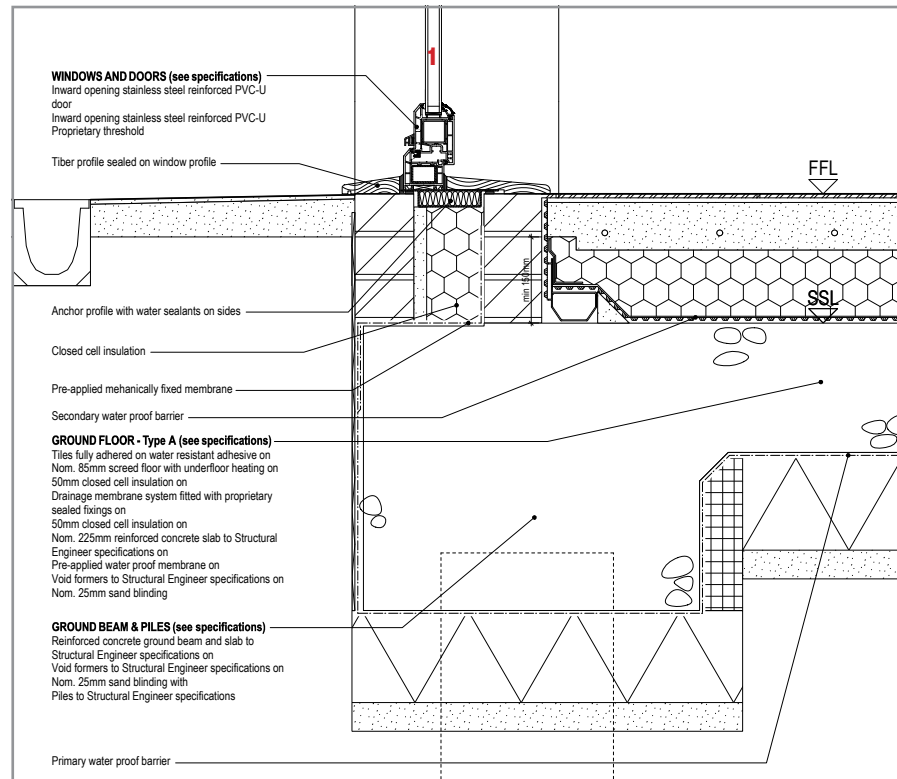 1
WINDOWS AND DOORS (see specifications)
Inward opening stainless steel reinforced PVC-U
door
Inward opening stainless steel reinforced PVC-U
Proprietary threshold
Tiber profile sealed on window profile
FFL
min 150mm
SSL
Anchor profile with water sealants on sides
Closed cell insulation
Pre-applied mehanically fixed membrane
Secondary water proof barrier
GROUND FLOOR - Type A (see specifications)
Tiles fully adhered on water resistant adhesive on
Nom. 85mm screed floor with underfloor heating on
50mm closed cell insulation on
Drainage membrane system fitted with proprietary
sealed fixings on
50mm closed cell insulation on
Nom. 225mm reinforced concrete slab to Structural
Engineer specifications on
Pre-applied water proof membrane on
Void formers to Structural Engineer specifications on
Nom. 25mm sand blinding
GROUND BEAM & PILES (see specifications)
Reinforced concrete ground beam and slab to
Structural Engineer specifications on
Void formers to Structural Engineer specifications on
Nom. 25mm sand blinding with
Piles to Structural Engineer specifications
Primary water proof barrier